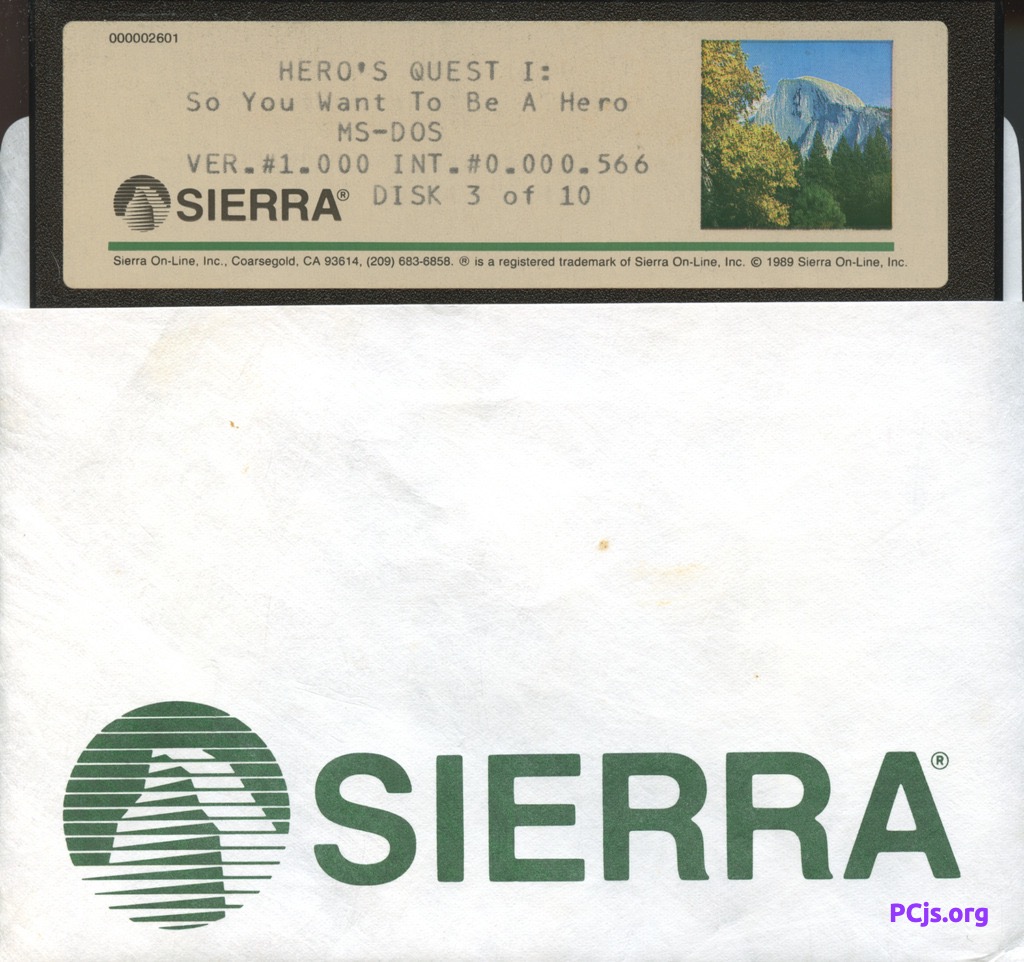 000002601
HERO'S QUEST I:
So You Want To Be A Hero
MS-DOS
VER.#1.000 INT.#0.000.566
SIERRA® DISK 3 of 10
Sierra On-Line, Inc., Coarsegold, CA 93614, (209) 683-6858. ® is a registered trademark of Sierra On-Line, Inc. © 1989 Sierra On-Line, Inc.
SIERRA®
PCjs.org